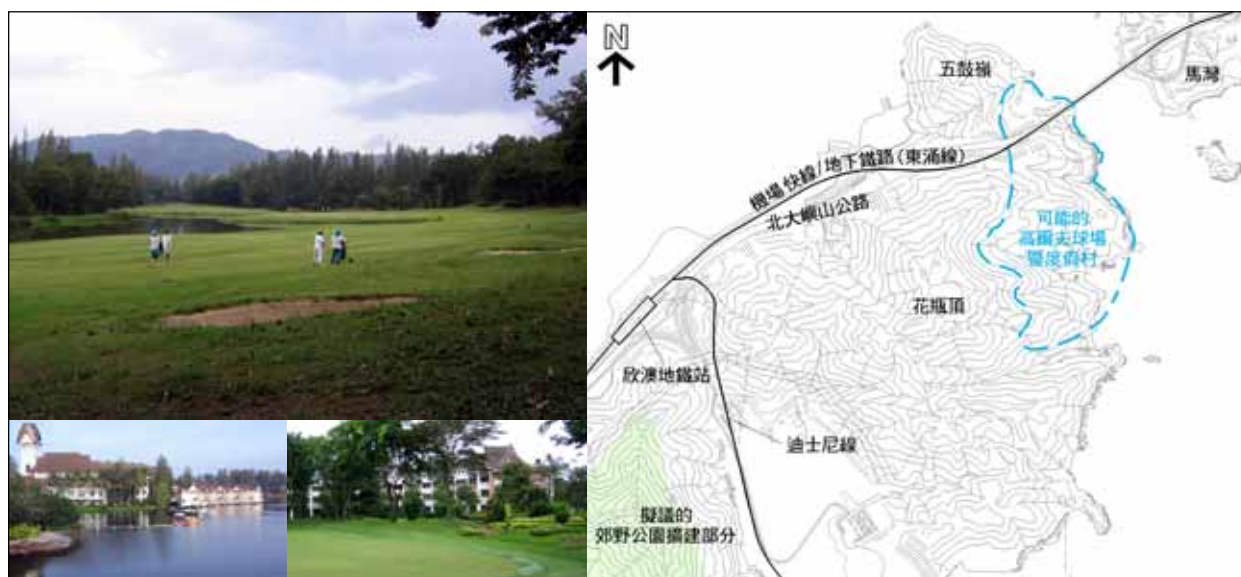 N
五鼓嶺
馬灣
機場快線/地下鐵路(東涌線)
北大嶼山公路
可能的
高爾夫球場
暨度假村
花瓶頂
欣澳地鐵站
迪士尼線
擬議的
郊野公園擴建部分